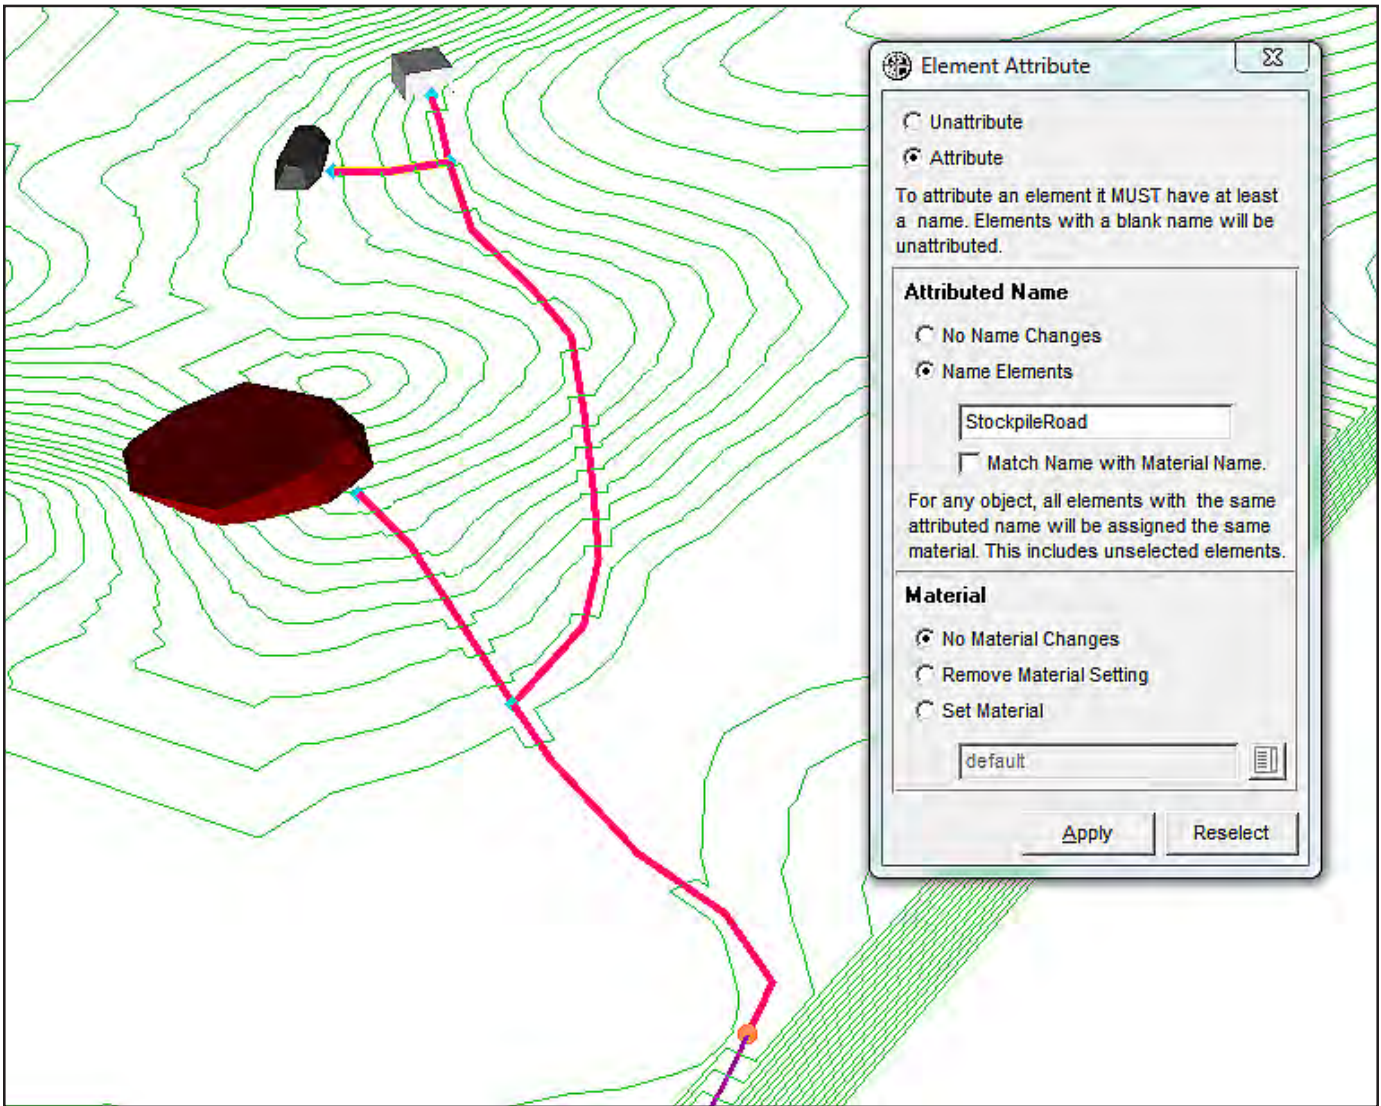 Element Attribute
Unattribute
Attribute
To attribute an element it MUST have at least
a name. Elements with a blank name will be
unattributed.
Attributed Name
No Name Changes
Name Elements
StockpileRoad
Match Name with Material Name.
For any object, all elements with the same
attributed name will be assigned the same
material. This includes unselected elements.
Material
No Material Changes
Remove Material Setting
Set Material
default
Apply
Reselect